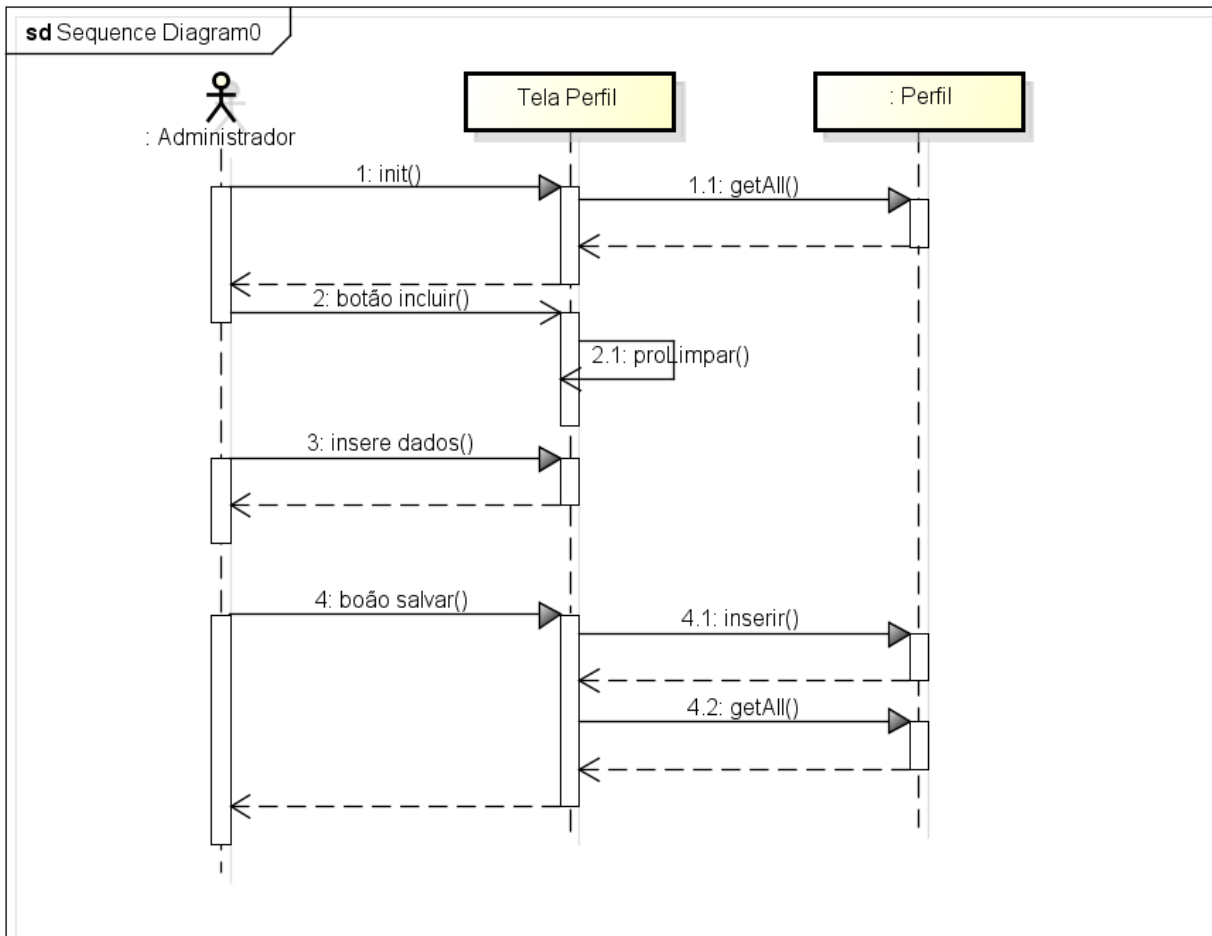 sd Sequence Diagram0
: Administrador
Tela Perfil
: Perfil
1: init()
1.1: getAll()
2: botão incluir()
2.1: proLimpar()
3: insere dados()
4: boão salvar()
4.1: inserir()
4.2: getAll()